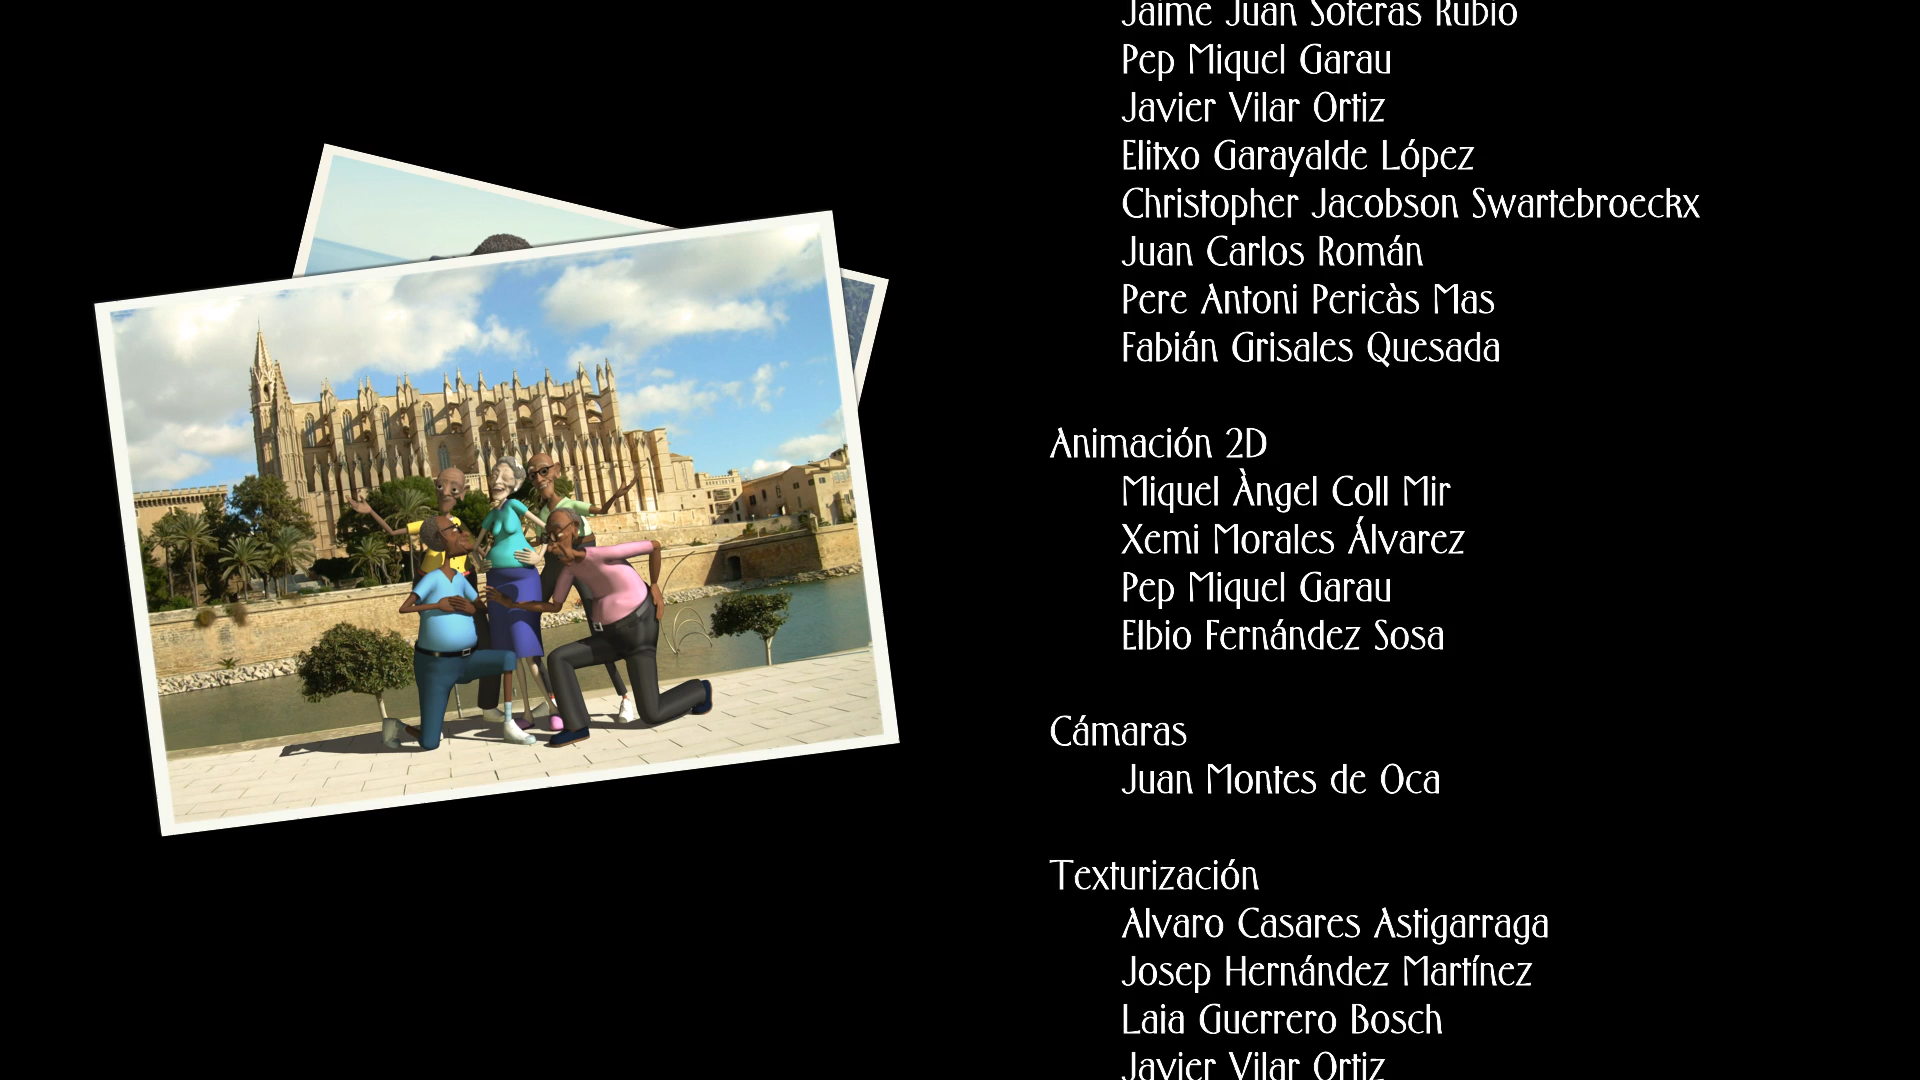 Jaime Juan Soteras Rubio
Pep Miquel Garau
Javier Vilar Ortiz
Elitxo Garayalde López
Christopher Jacobson Swartebroeckx
Juan Carlos Román
Pere Antoni Pericàs Mas
Fabián Grisales Quesada
Animación 2D
Miquel Àngel Coll Mir
Xemi Morales Álvarez
Pep Miquel Garau
Elbio Fernández Sosa
Cámaras
Juan Montes de Oca
Texturización
Alvaro Casares Astigarraga
Josep Hernández Martínez
Laia Guerrero Bosch
Javier Vilar Ortiz